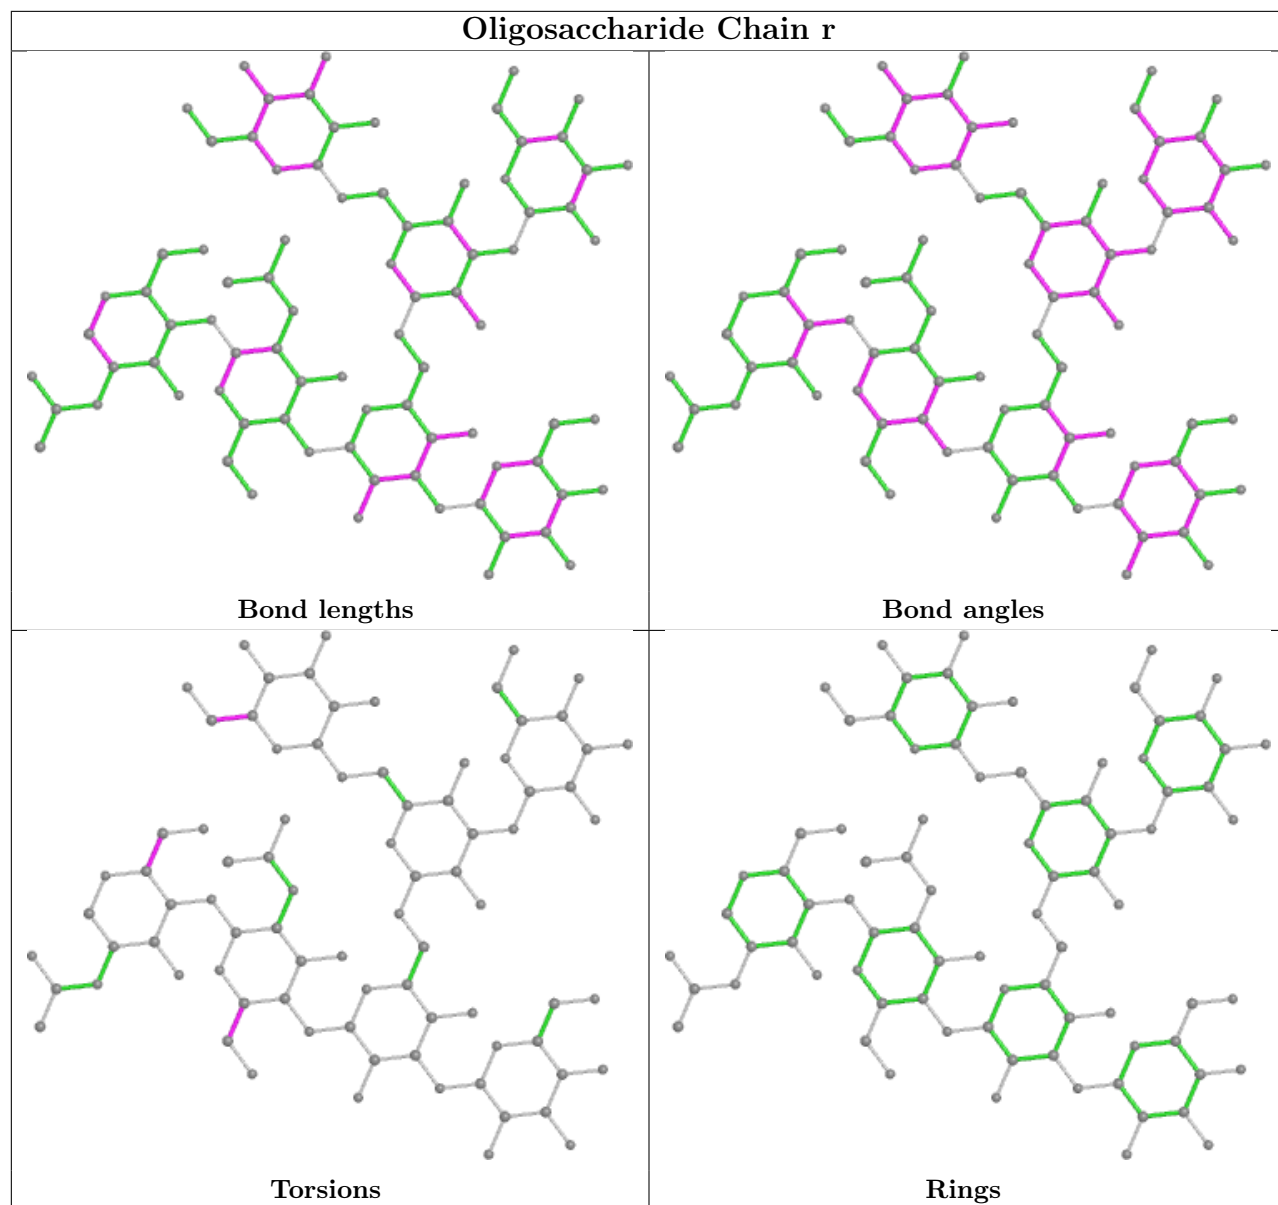 Oligosaccharide Chain r
Bond lengths
Bond angles
Torsions
Rings